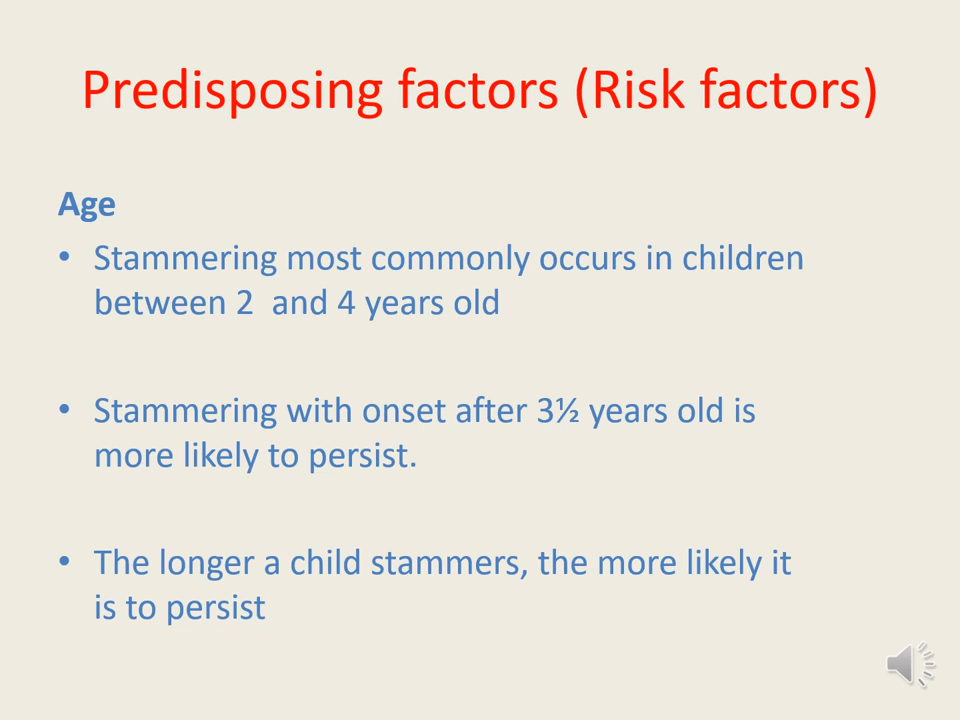 Predisposing factors (Risk factors)
Age
• Stammering most commonly occurs in children
between 2  and 4 years old
• Stammering with onset after 3½ years old is
more likely to persist.
• The longer a child stammers, the more likely it
is to persist